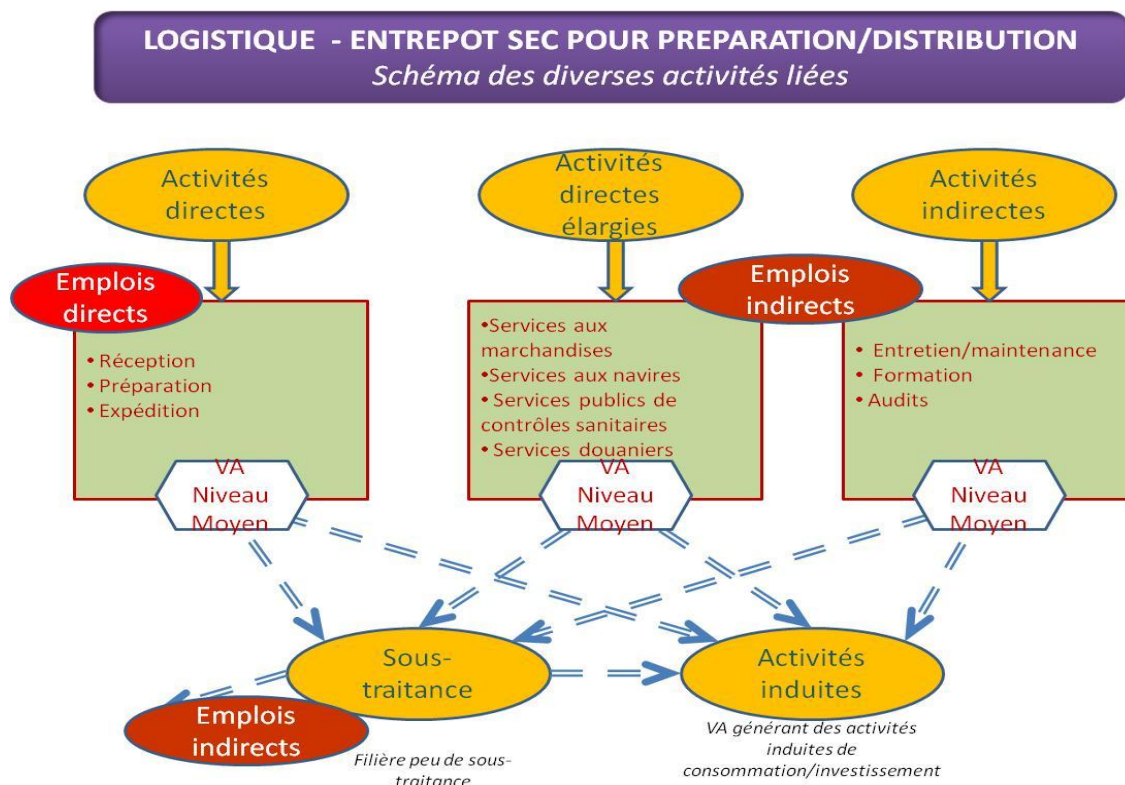 LOGISTIQUE - ENTREPOT SEC POUR PREPARATION/DISTRIBUTION
Schéma des diverses activités liées
Activités
directes
Activités
directes
élargies
Activités
indirectes
Emplois
directs
Emplois
indirects
• Réception
• Préparation
• Expédition
•Services aux
marchandises
•Services aux navires
• Services publics de
contrôles sanitaires
• Services douaniers
• Entretien/maintenance
• Formation
• Audits
VA
Niveau
Moyen
VA
Niveau
Moyen
VA
Niveau
Moyen
Sous-
traitance
Activités
induites
Emplois
indirects
Filière peu de sous-
traitance
VA générant des activités
induites de
consommation/investissement